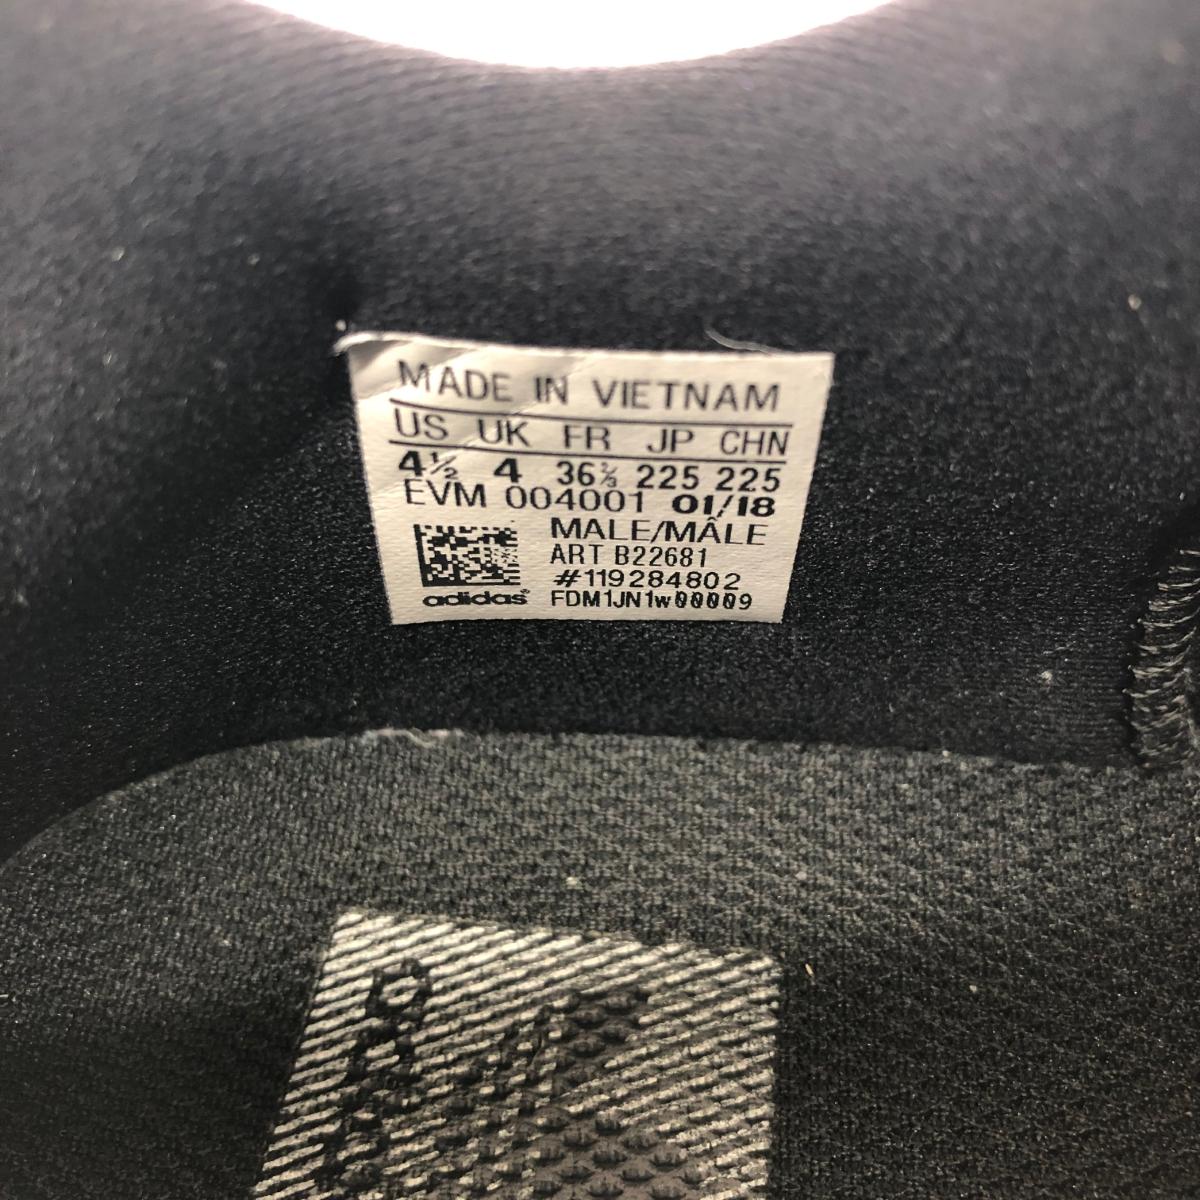 MADE IN VIETNAM
US UK FR JP CHN
4½ 4 36⅔ 225 225
EVM 004001 01/18
MALE/MÂLE
ART B22681
#119284802
adidas® FDM1JN1w00009